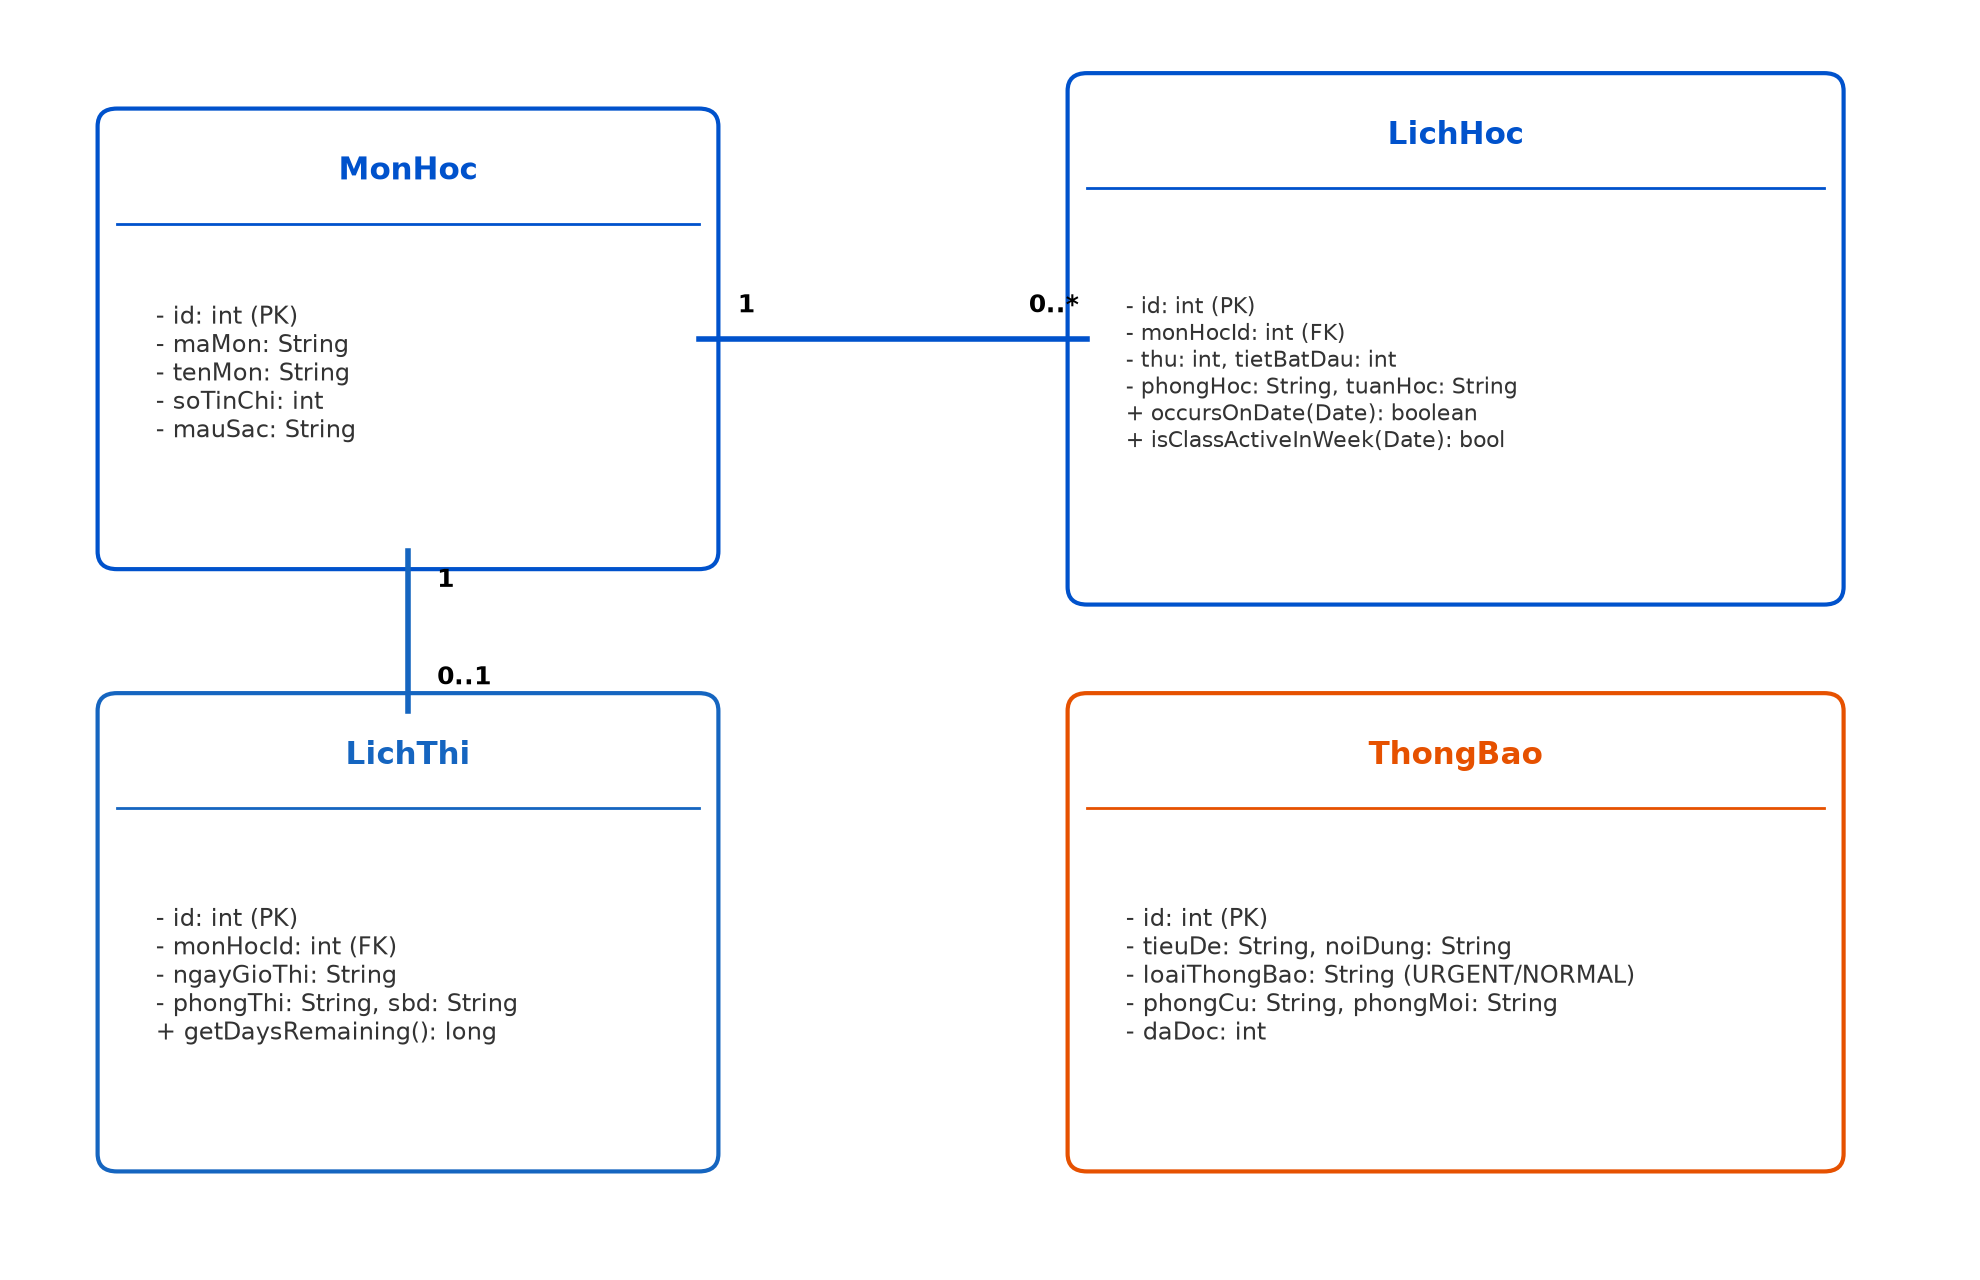 MonHoc
- id: int (PK)
- maMon: String
- tenMon: String
- soTinChi: int
- mauSac: String
1
0..*
LichHoc
- id: int (PK)
- monHocId: int (FK)
- thu: int, tietBatDau: int
- phongHoc: String, tuanHoc: String
+ occursOnDate(Date): boolean
+ isClassActiveInWeek(Date): bool
1
0..1
LichThi
- id: int (PK)
- monHocId: int (FK)
- ngayGioThi: String
- phongThi: String, sbd: String
+ getDaysRemaining(): long
ThongBao
- id: int (PK)
- tieuDe: String, noiDung: String
- loaiThongBao: String (URGENT/NORMAL)
- phongCu: String, phongMoi: String
- daDoc: int